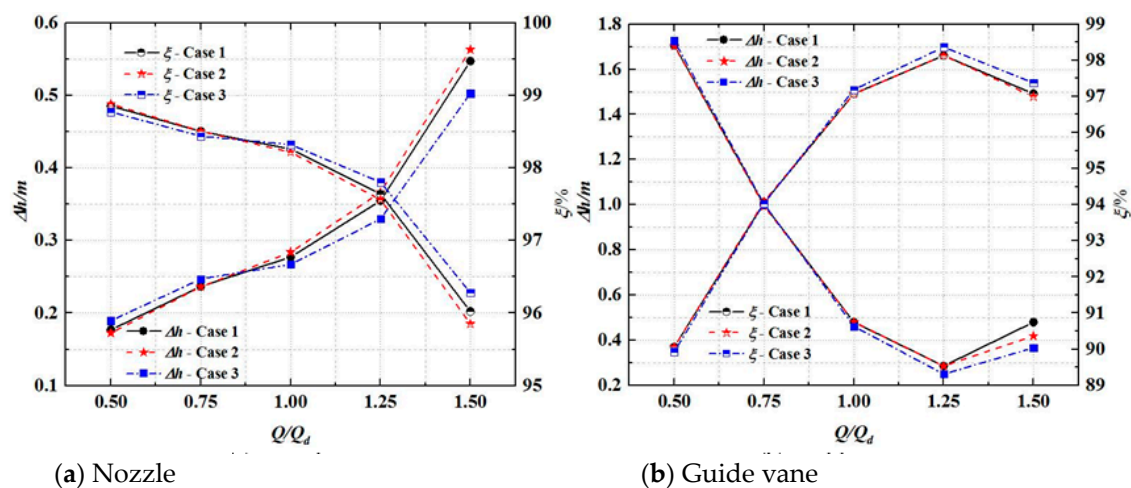 ξ - Case 1
ξ - Case 2
ξ - Case 3
Δh - Case 1
Δh - Case 2
Δh - Case 3
0.6
0.5
0.4
0.3
0.2
0.1
Δh/m
100
99
98
97
96
95
ξ/%
0.50 0.75 1.00 1.25 1.50
Q/Qd
(a) Nozzle
Δh - Case 1
Δh - Case 2
Δh - Case 3
ξ - Case 1
ξ - Case 2
ξ - Case 3
1.8
1.6
1.4
1.2
1.0
0.8
0.6
0.4
0.2
Δh/m
99
98
97
96
95
94
93
92
91
90
89
ξ/%
0.50 0.75 1.00 1.25 1.50
Q/Qd
(b) Guide vane